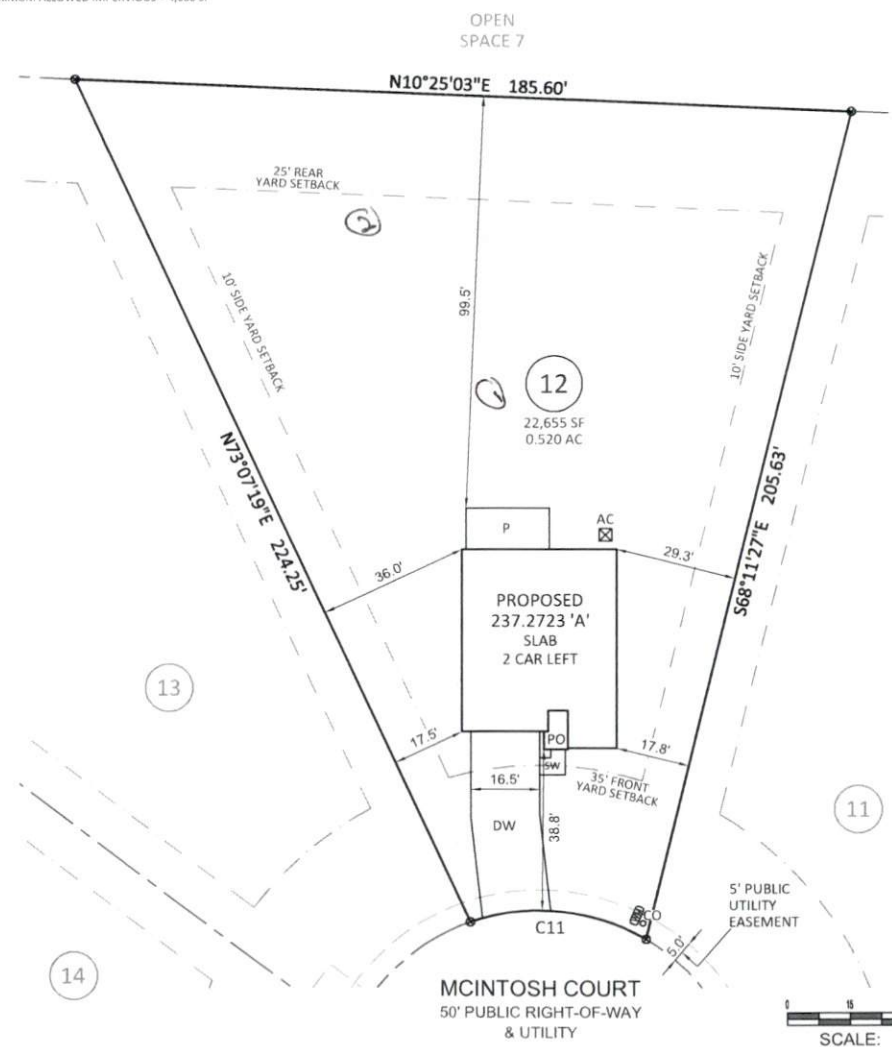 OPEN
SPACE 7
N10°25'03"E 185.60'
25' REAR
YARD SETBACK
2
10' SIDE YARD SETBACK
99.5'
10' SIDE YARD SETBACK
12
22,655 SF
0.520 AC
N73°07'19"E 224.25'
S68°11'27"E 205.63'
P
AC
36.0'
29.3'
PROPOSED
237.2723 'A'
SLAB
2 CAR LEFT
13
17.5'
PO
17.8'
SW
16.5'
35' FRONT
YARD SETBACK
DW
38.8'
11
CO
5' PUBLIC
UTILITY
EASEMENT
C11
5.0'
14
MCINTOSH COURT
50' PUBLIC RIGHT-OF-WAY
& UTILITY
0 15
SCALE: